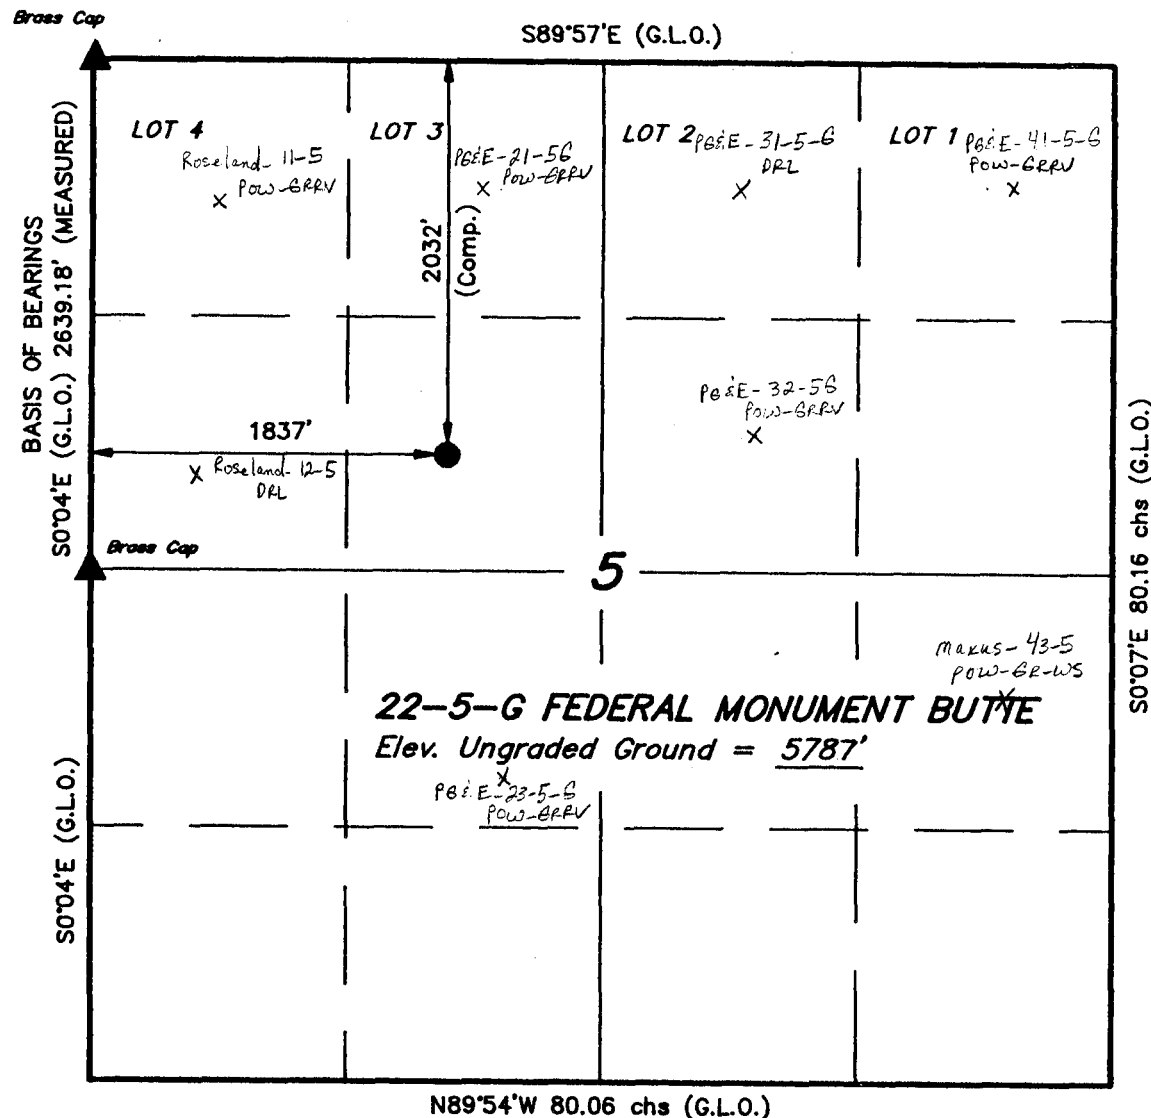 Brass Cap
S89°57'E (G.L.O.)
LOT 4
LOT 3
LOT 2
LOT 1
Roseland-11-5
POW-GRRV
PG&E-21-5G
POW-GRRV
PG&E-31-5-G
DRL
PG&E-41-5-G
POW-GRRV
2032'
(Comp.)
BASIS OF BEARINGS
S0°04'E (G.L.O.) 2639.18' (MEASURED)
PG&E-32-5G
POW-GRRV
1837'
Roseland-12-5
DRL
Brass Cap
5
S0°07'E 80.16 chs (G.L.O.)
Maxus-43-5
POW-GR-WS
22-5-G FEDERAL MONUMENT BUTTE
Elev. Ungraded Ground = 5787'
PG&E-23-5-G
POW-GRRV
S0°04'E (G.L.O.)
N89°54'W 80.06 chs (G.L.O.)